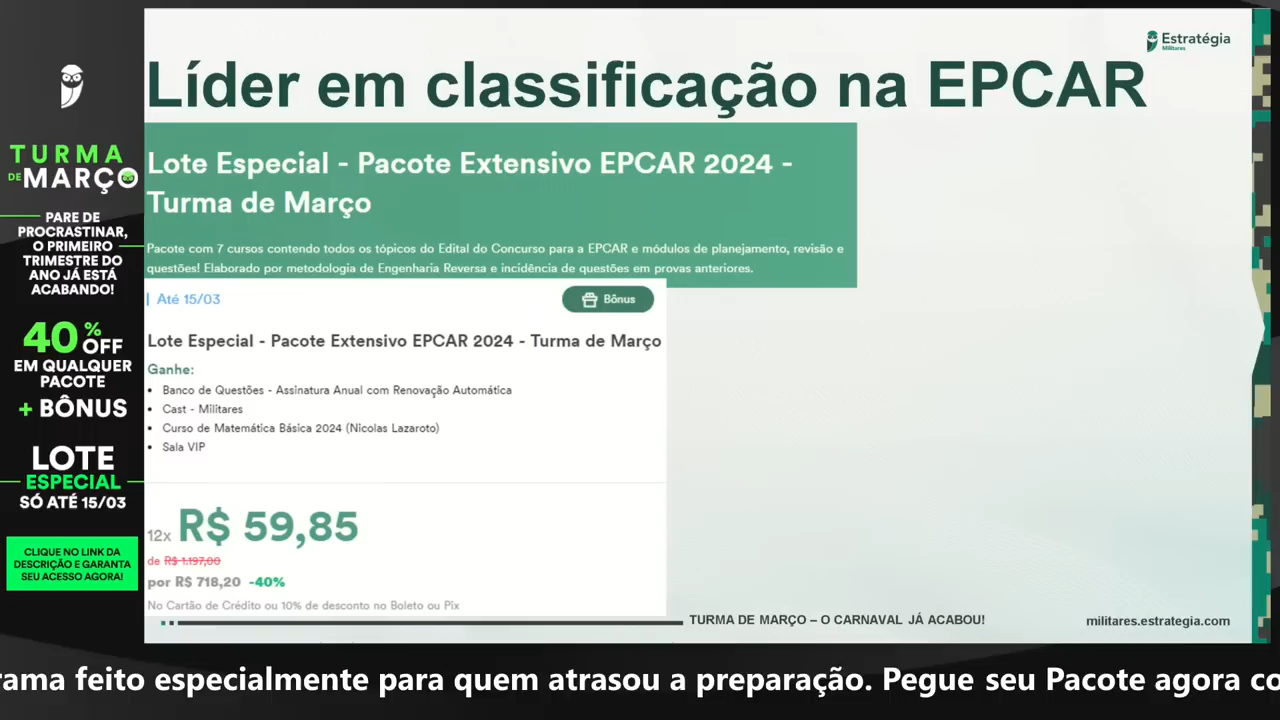 Estratégia
Militares
Líder em classificação na EPCAR
Lote Especial - Pacote Extensivo EPCAR 2024 -
Turma de Março
Pacote com 7 cursos contendo todos os tópicos do Edital do Concurso para a EPCAR e módulos de planejamento, revisão e
questões! Elaborado por metodologia de Engenharia Reversa e incidência de questões em provas anteriores.
Até 15/03
Bônus
Lote Especial - Pacote Extensivo EPCAR 2024 - Turma de Março
Ganhe:
• Banco de Questões - Assinatura Anual com Renovação Automática
• Cast - Militares
• Curso de Matemática Básica 2024 (Nicolas Lazaroto)
• Sala VIP
12x R$ 59,85
de R$ 1.197,00
por R$ 718,20 -40%
No Cartão de Crédito ou 10% de desconto no Boleto ou Pix
TURMA DE MARÇO – O CARNAVAL JÁ ACABOU!
militares.estrategia.com
TURMA
DE MARÇO
PARE DE
PROCRASTINAR,
O PRIMEIRO
TRIMESTRE DO
ANO JÁ ESTÁ
ACABANDO!
40%
OFF
EM QUALQUER
PACOTE
+ BÔNUS
LOTE
ESPECIAL
SÓ ATÉ 15/03
CLIQUE NO LINK DA
DESCRIÇÃO E GARANTA
SEU ACESSO AGORA!
rama feito especialmente para quem atrasou a preparação. Pegue seu Pacote agora co